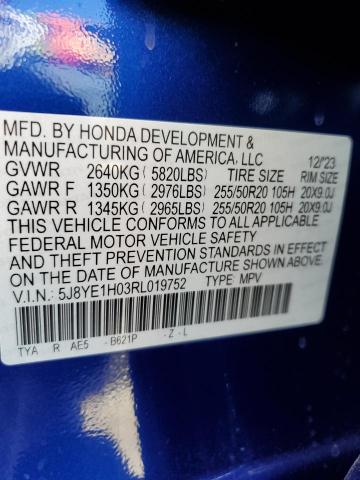 MFD. BY HONDA DEVELOPMENT &
MANUFACTURING OF AMERICA, LLC 12/23
GVWR 2640KG (5820LBS) TIRE SIZE RIM SIZE
GAWR F 1350KG (2976LBS) 255/50R20 105H 20X9.0J
GAWR R 1345KG (2965LBS) 255/50R20 105H 20X9.0J
THIS VEHICLE CONFORMS TO ALL APPLICABLE
FEDERAL MOTOR VEHICLE SAFETY
AND THEFT PREVENTION STANDARDS IN EFFECT
ON THE DATE OF MANUFACTURE SHOWN ABOVE.
V.I.N.: 5J8YE1H03RL019752 TYPE: MPV
TYA R AE5 -B621P -Z-L